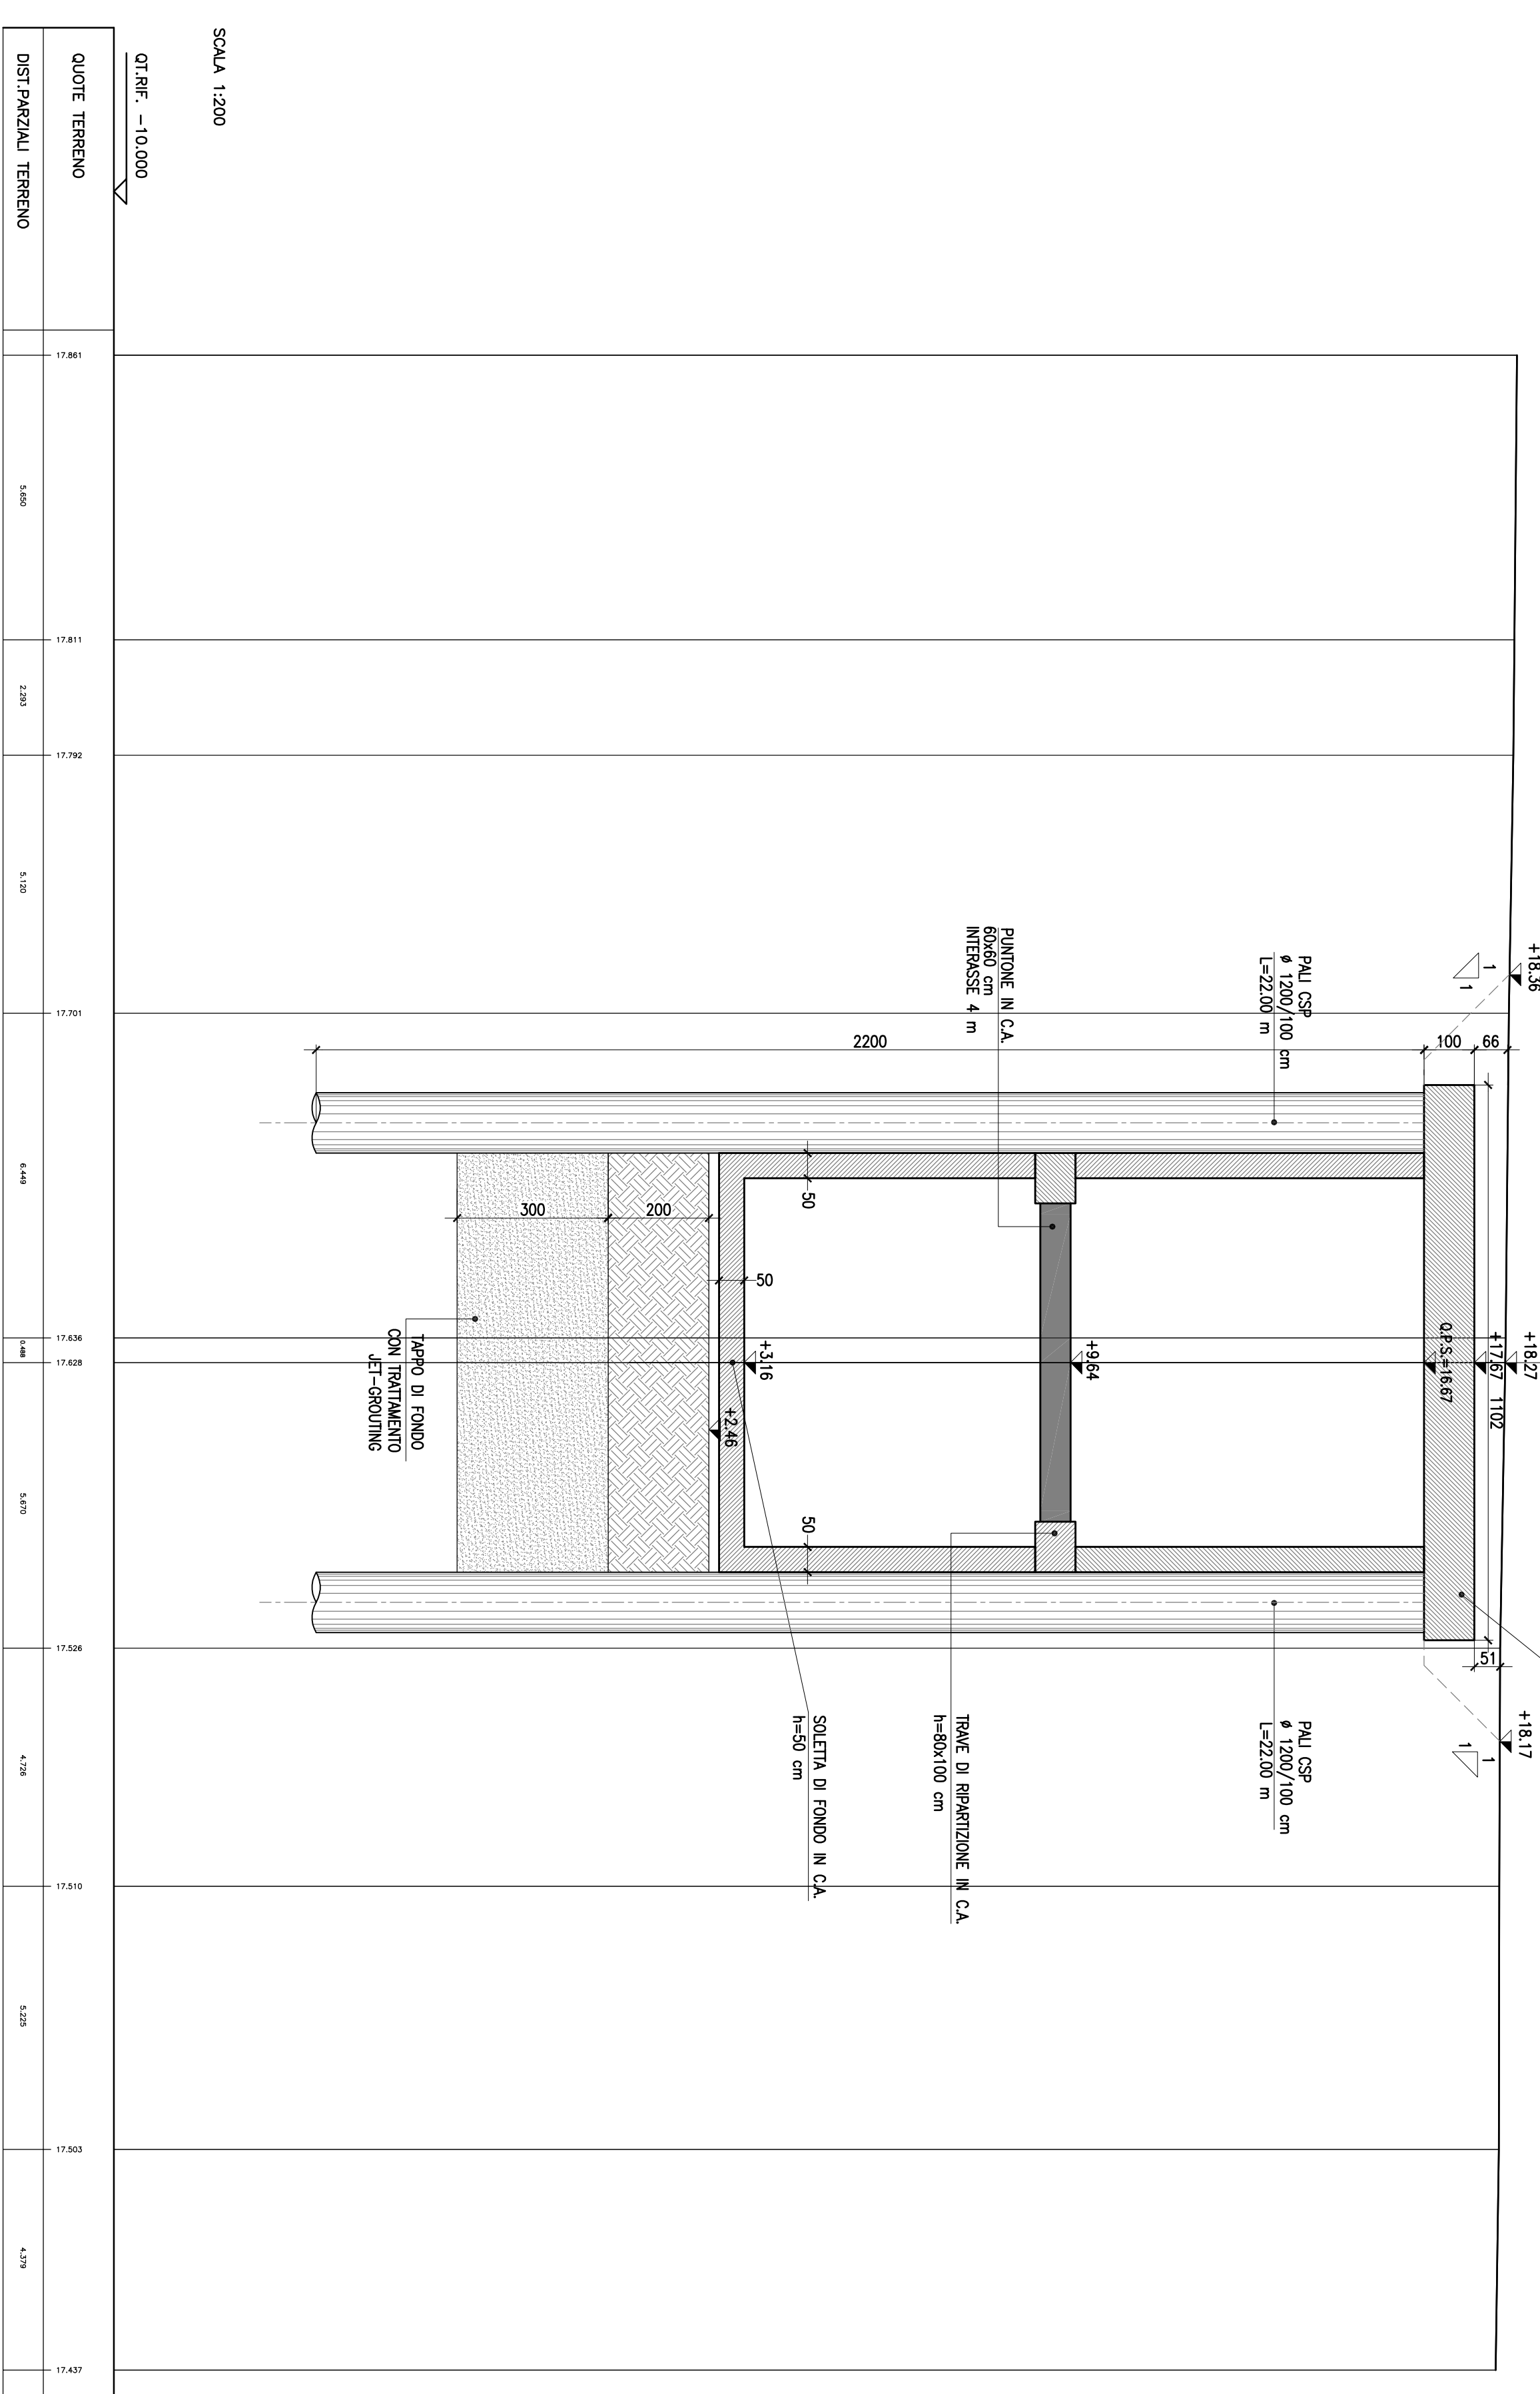 +18.36
+18.27
+18.17
1
1
1
1
66
100
+17.67
1102
51
Q.P.S.=16.67
PALI CSP
ø 1200/100 cm
L=22.00 m
PALI CSP
ø 1200/100 cm
L=22.00 m
2200
+9.64
PUNTONE IN C.A.
60x60 cm
INTERASSE 4 m
TRAVE DI RIPARTIZIONE IN C.A.
h=80x100 cm
50
50
50
+3.16
+2.46
SOLETTA DI FONDO IN C.A.
h=50 cm
200
300
TAPPO DI FONDO
CON TRATTAMENTO
JET-GROUTING
SCALA 1:200
QT.RIF. -10.000
QUOTE TERRENO
17.861
17.811
17.792
17.701
17.636
17.628
17.526
17.510
17.503
17.437
DIST.PARZIALI TERRENO
5.650
2.293
5.120
6.449
0.488
5.670
4.726
5.225
4.379